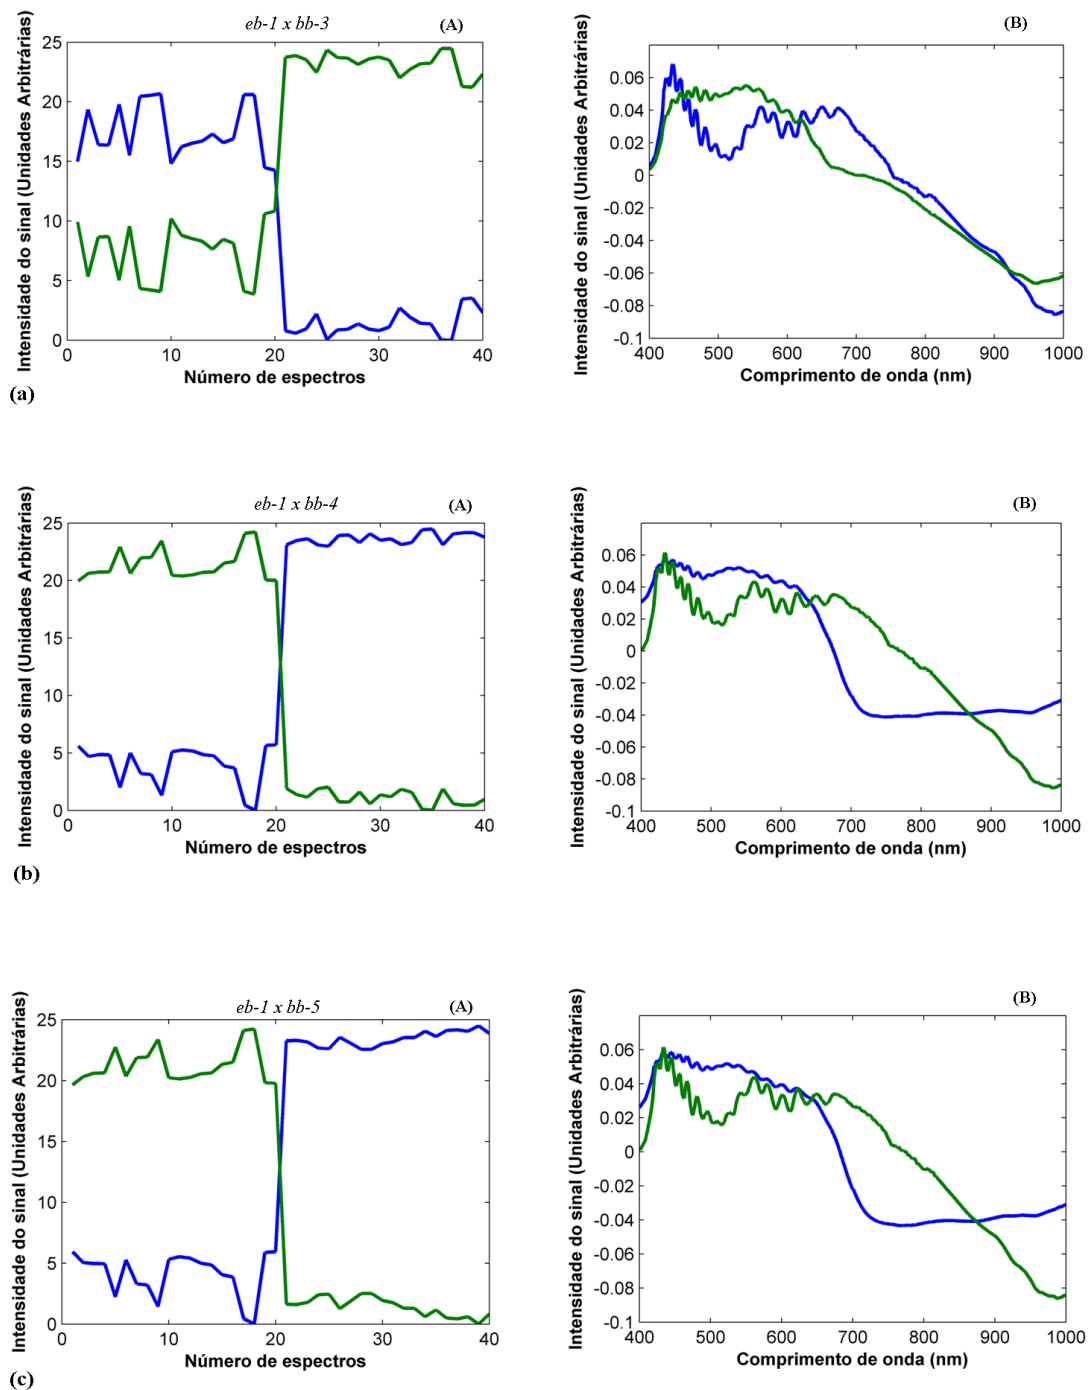 eb-1 x bb-3
(A)
(B)
Intensidade do sinal (Unidades Arbitrárias)
25
20
15
10
5
0
0 10 20 30 40
Número de espectros
Intensidade do sinal (Unidades Arbitrárias)
0.06
0.04
0.02
0
-0.02
-0.04
-0.06
-0.08
-0.1
400 500 600 700 800 900 1000
Comprimento de onda (nm)
(a)
eb-1 x bb-4
(A)
(B)
Intensidade do sinal (Unidades Arbitrárias)
25
20
15
10
5
0
0 10 20 30 40
Número de espectros
Intensidade do sinal (Unidades Arbitrárias)
0.06
0.04
0.02
0
-0.02
-0.04
-0.06
-0.08
-0.1
400 500 600 700 800 900 1000
Comprimento de onda (nm)
(b)
eb-1 x bb-5
(A)
(B)
Intensidade do sinal (Unidades Arbitrárias)
25
20
15
10
5
0
0 10 20 30 40
Número de espectros
Intensidade do sinal (Unidades Arbitrárias)
0.06
0.04
0.02
0
-0.02
-0.04
-0.06
-0.08
-0.1
400 500 600 700 800 900 1000
Comprimento de onda (nm)
(c)